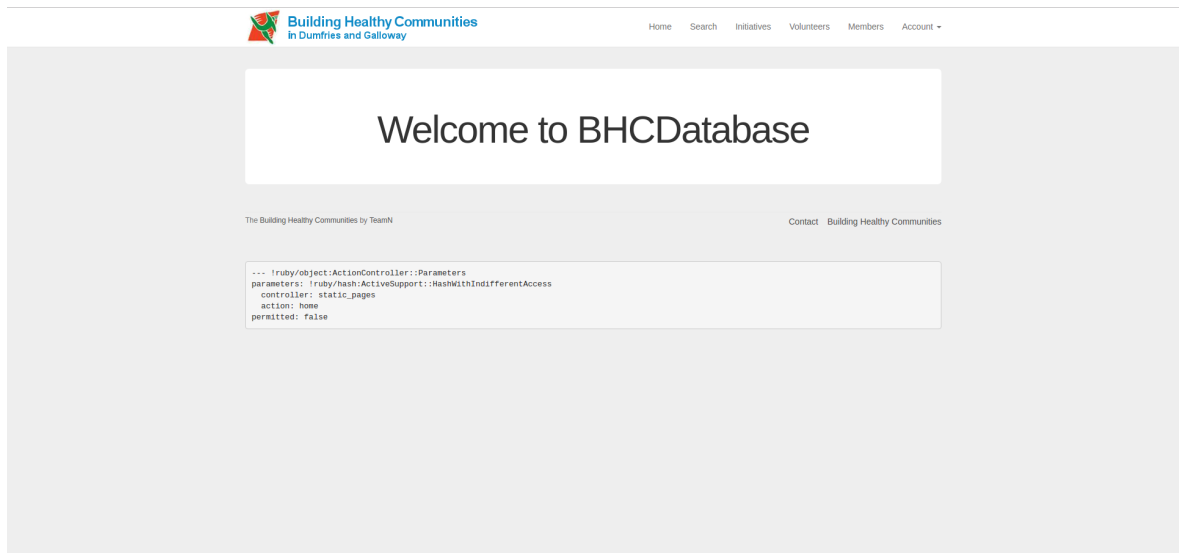 Building Healthy Communities
in Dumfries and Galloway
Home Search Initiatives Volunteers Members Account
Welcome to BHCDatabase
The Building Healthy Communities by TeamN
Contact Building Healthy Communities
--- !ruby/object:ActionController::Parameters
parameters: !ruby/hash:ActiveSupport::HashWithIndifferentAccess
  controller: static_pages
  action: home
permitted: false